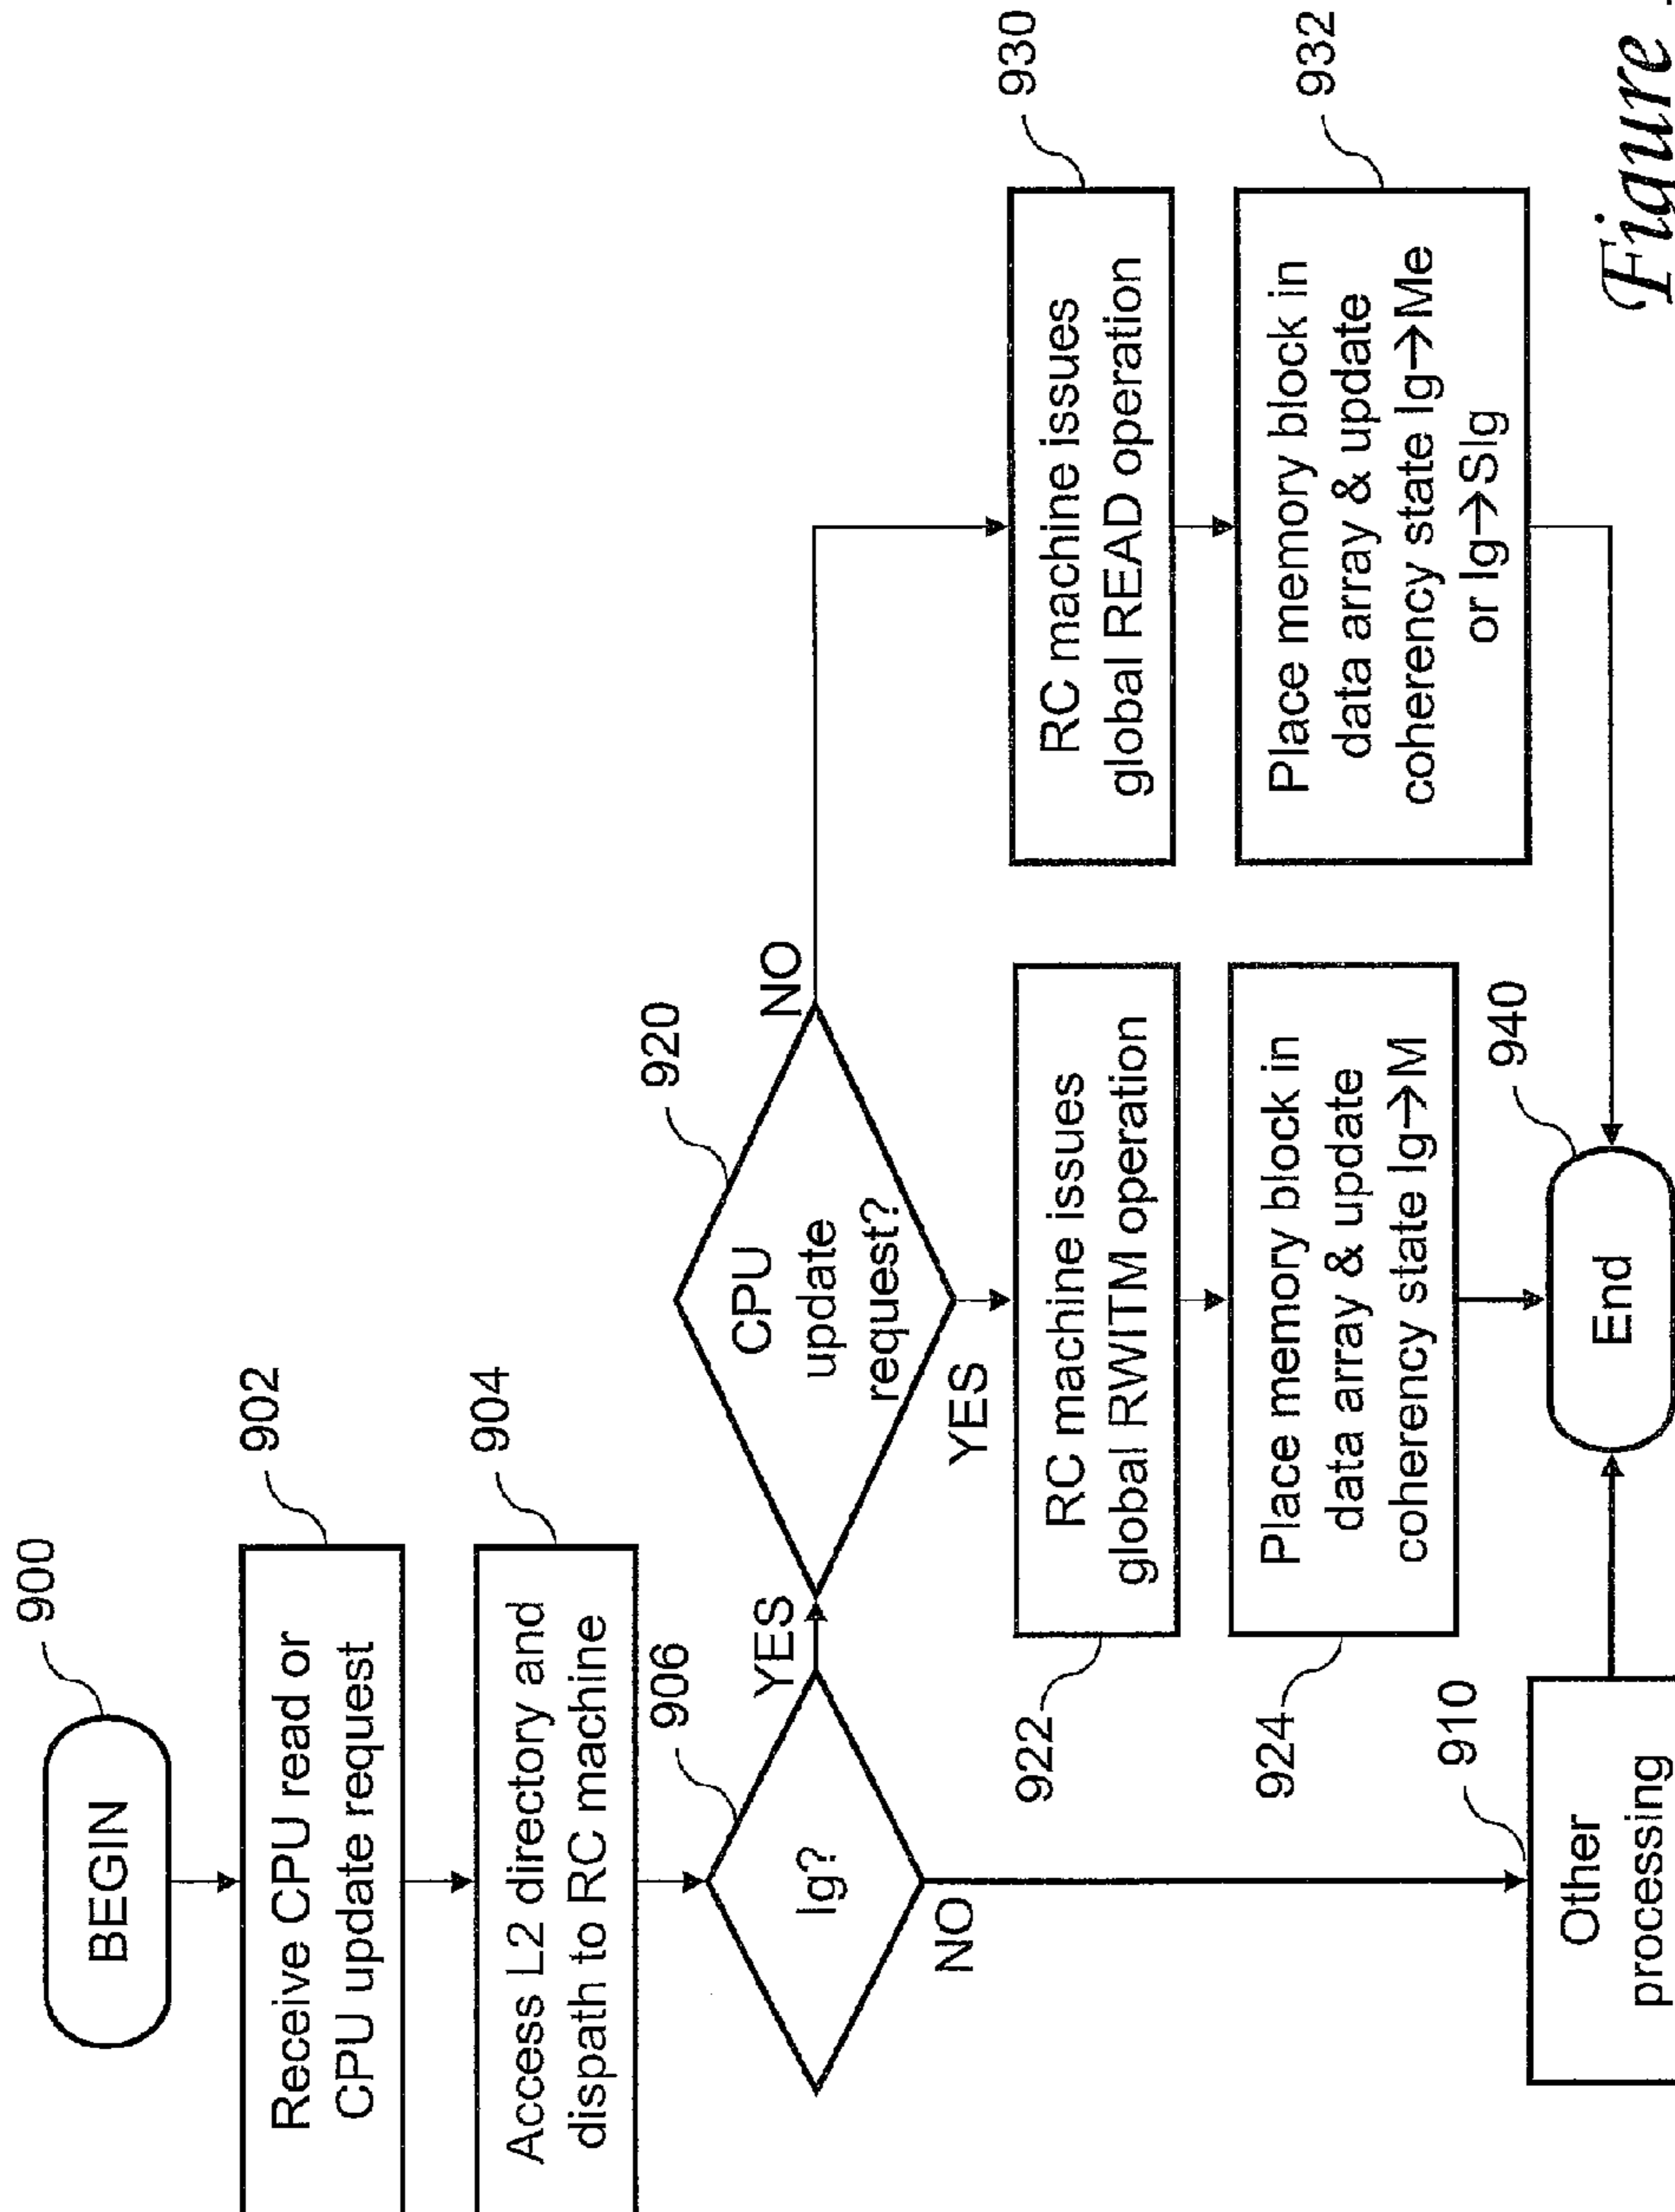 900
BEGIN
902
Receive CPU read or
CPU update request
904
Access L2 directory and
dispath to RC machine
906
Ig?
YES
NO
920
CPU
update
request?
NO
YES
922
RC machine issues
global RWITM operation
930
RC machine issues
global READ operation
924
Place memory block in
data array & update
coherency state Ig→M
932
Place memory block in
data array & update
coherency state Ig→Me
or Ig→SIg
910
Other
processing
940
End
Figure